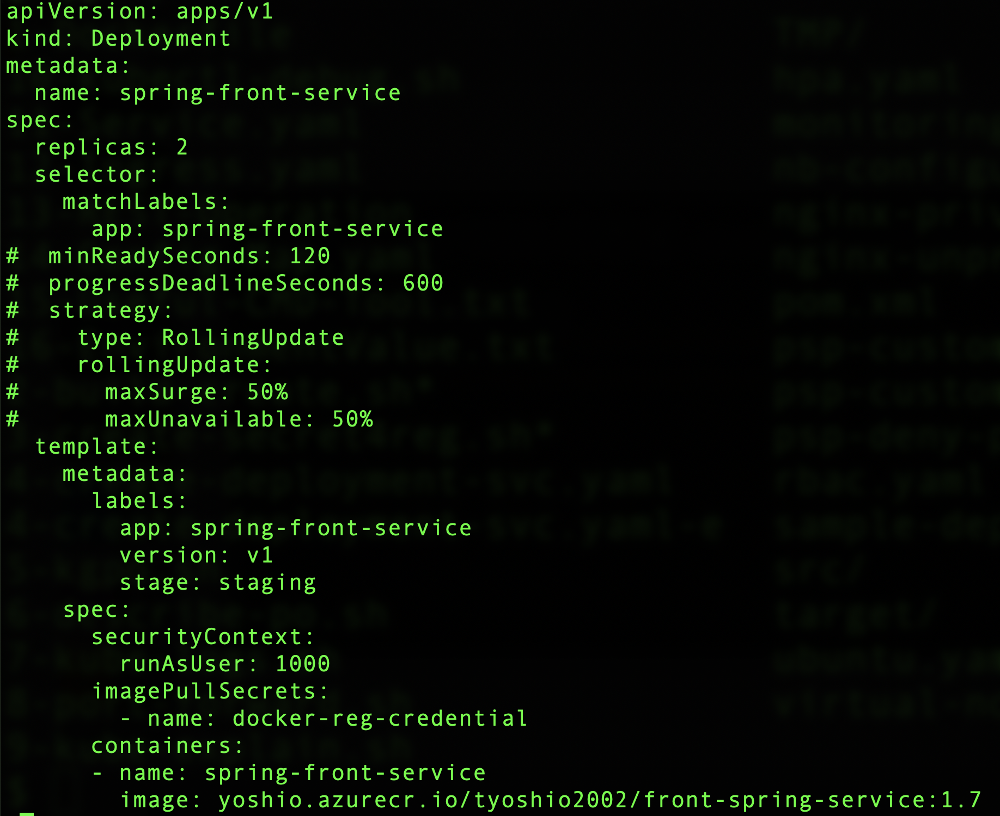 apiVersion: apps/v1
kind: Deployment
metadata:
  name: spring-front-service
spec:
  replicas: 2
  selector:
    matchLabels:
      app: spring-front-service
#  minReadySeconds: 120
#  progressDeadlineSeconds: 600
#  strategy:
#    type: RollingUpdate
#    rollingUpdate:
#      maxSurge: 50%
#      maxUnavailable: 50%
  template:
    metadata:
      labels:
        app: spring-front-service
        version: v1
        stage: staging
    spec:
      securityContext:
        runAsUser: 1000
      imagePullSecrets:
        - name: docker-reg-credential
      containers:
      - name: spring-front-service
        image: yoshio.azurecr.io/tyoshio2002/front-spring-service:1.7